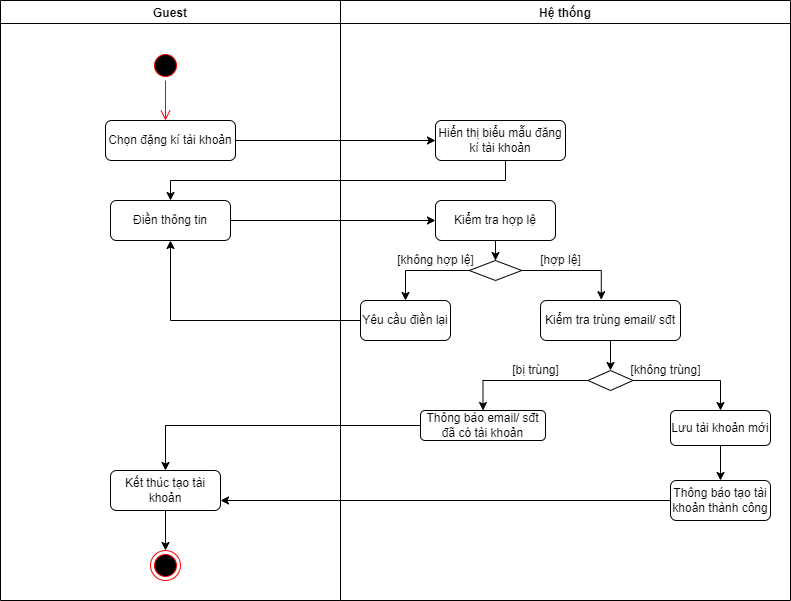 Guest
Hệ thống
Chọn đặng kí tài khoản
Hiển thị biểu mẫu đăng
kí tài khoản
Điền thông tin
Kiểm tra hợp lệ
[không hợp lệ]
[hợp lệ]
Yêu cầu điền lại
Kiểm tra trùng email/ sđt
[bị trùng]
[không trùng]
Thông báo email/ sđt
đã có tài khoản
Lưu tài khoản mới
Kết thúc tạo tài
khoản
Thông báo tạo tài
khoản thành công